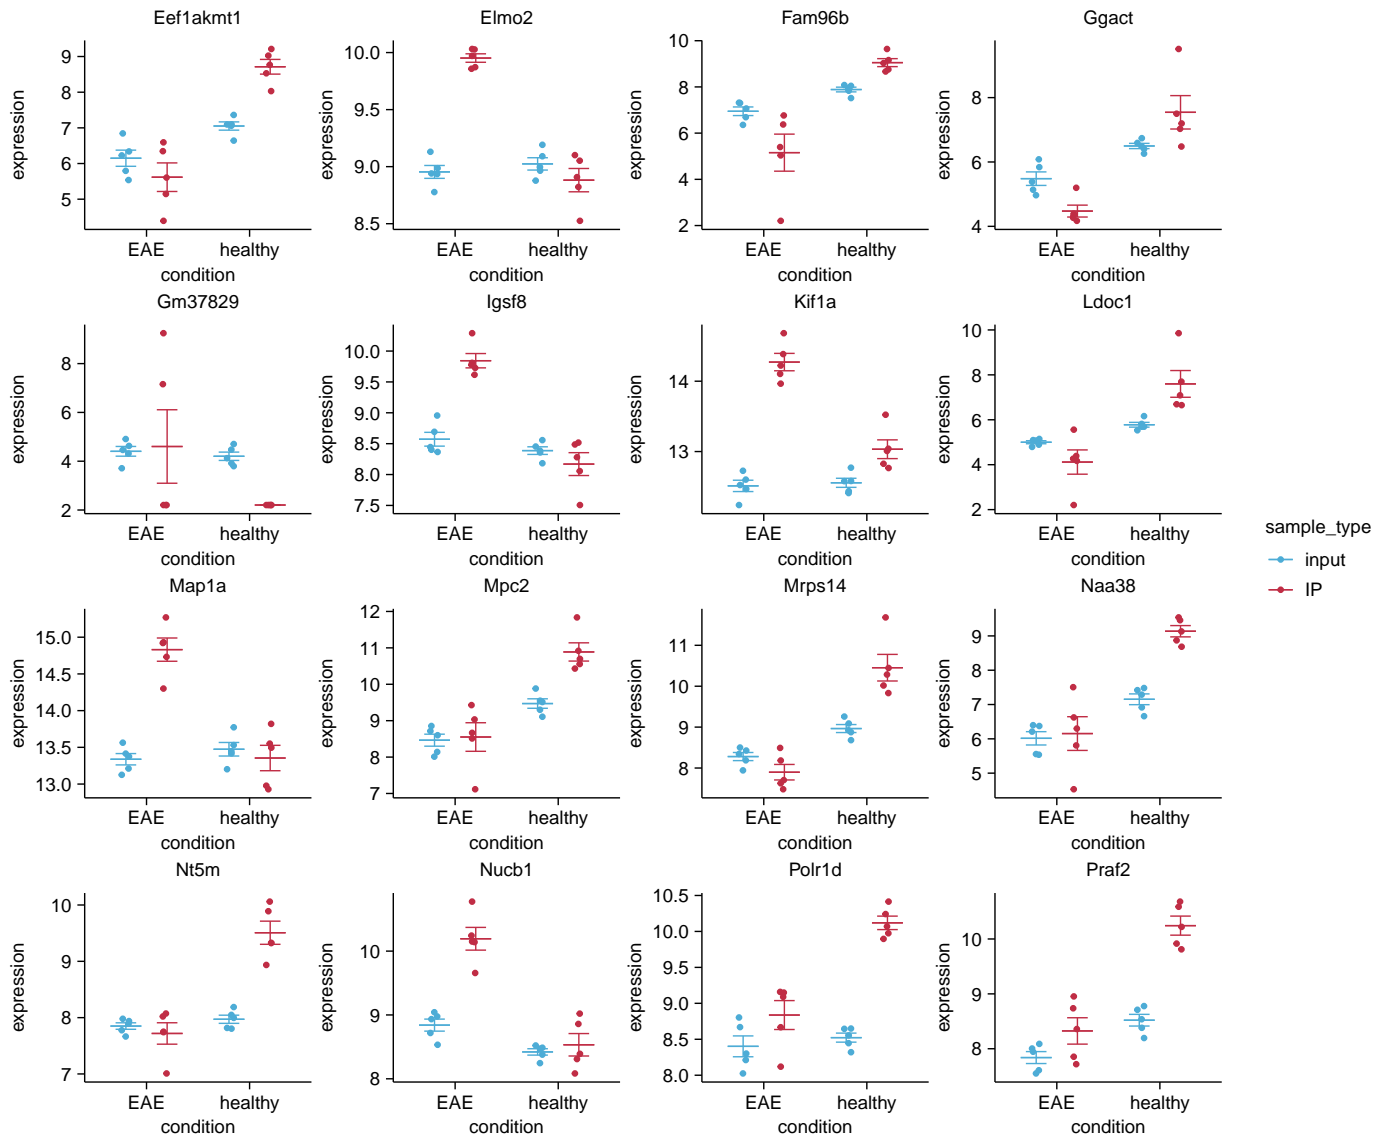 Eef1akmt1
Elmo2
Fam96b
Ggact
expression
9
8
7
6
5
EAE
healthy
condition
expression
10.0
9.5
9.0
8.5
EAE
healthy
condition
expression
10
8
6
4
2
EAE
healthy
condition
expression
8
6
4
EAE
healthy
condition
Gm37829
Igsf8
Kif1a
Ldoc1
expression
8
6
4
2
EAE
healthy
condition
expression
10.0
9.5
9.0
8.5
8.0
7.5
EAE
healthy
condition
expression
14
13
EAE
healthy
condition
expression
10
8
6
4
2
EAE
healthy
condition
sample_type
input
IP
Map1a
Mpc2
Mrps14
Naa38
expression
15.0
14.5
14.0
13.5
13.0
EAE
healthy
condition
expression
12
11
10
9
8
7
EAE
healthy
condition
expression
11
10
9
8
EAE
healthy
condition
expression
9
8
7
6
5
EAE
healthy
condition
Nt5m
Nucb1
Polr1d
Praf2
expression
10
9
8
7
EAE
healthy
condition
expression
10
9
8
EAE
healthy
condition
expression
10.5
10.0
9.5
9.0
8.5
8.0
EAE
healthy
condition
expression
10
9
8
EAE
healthy
condition